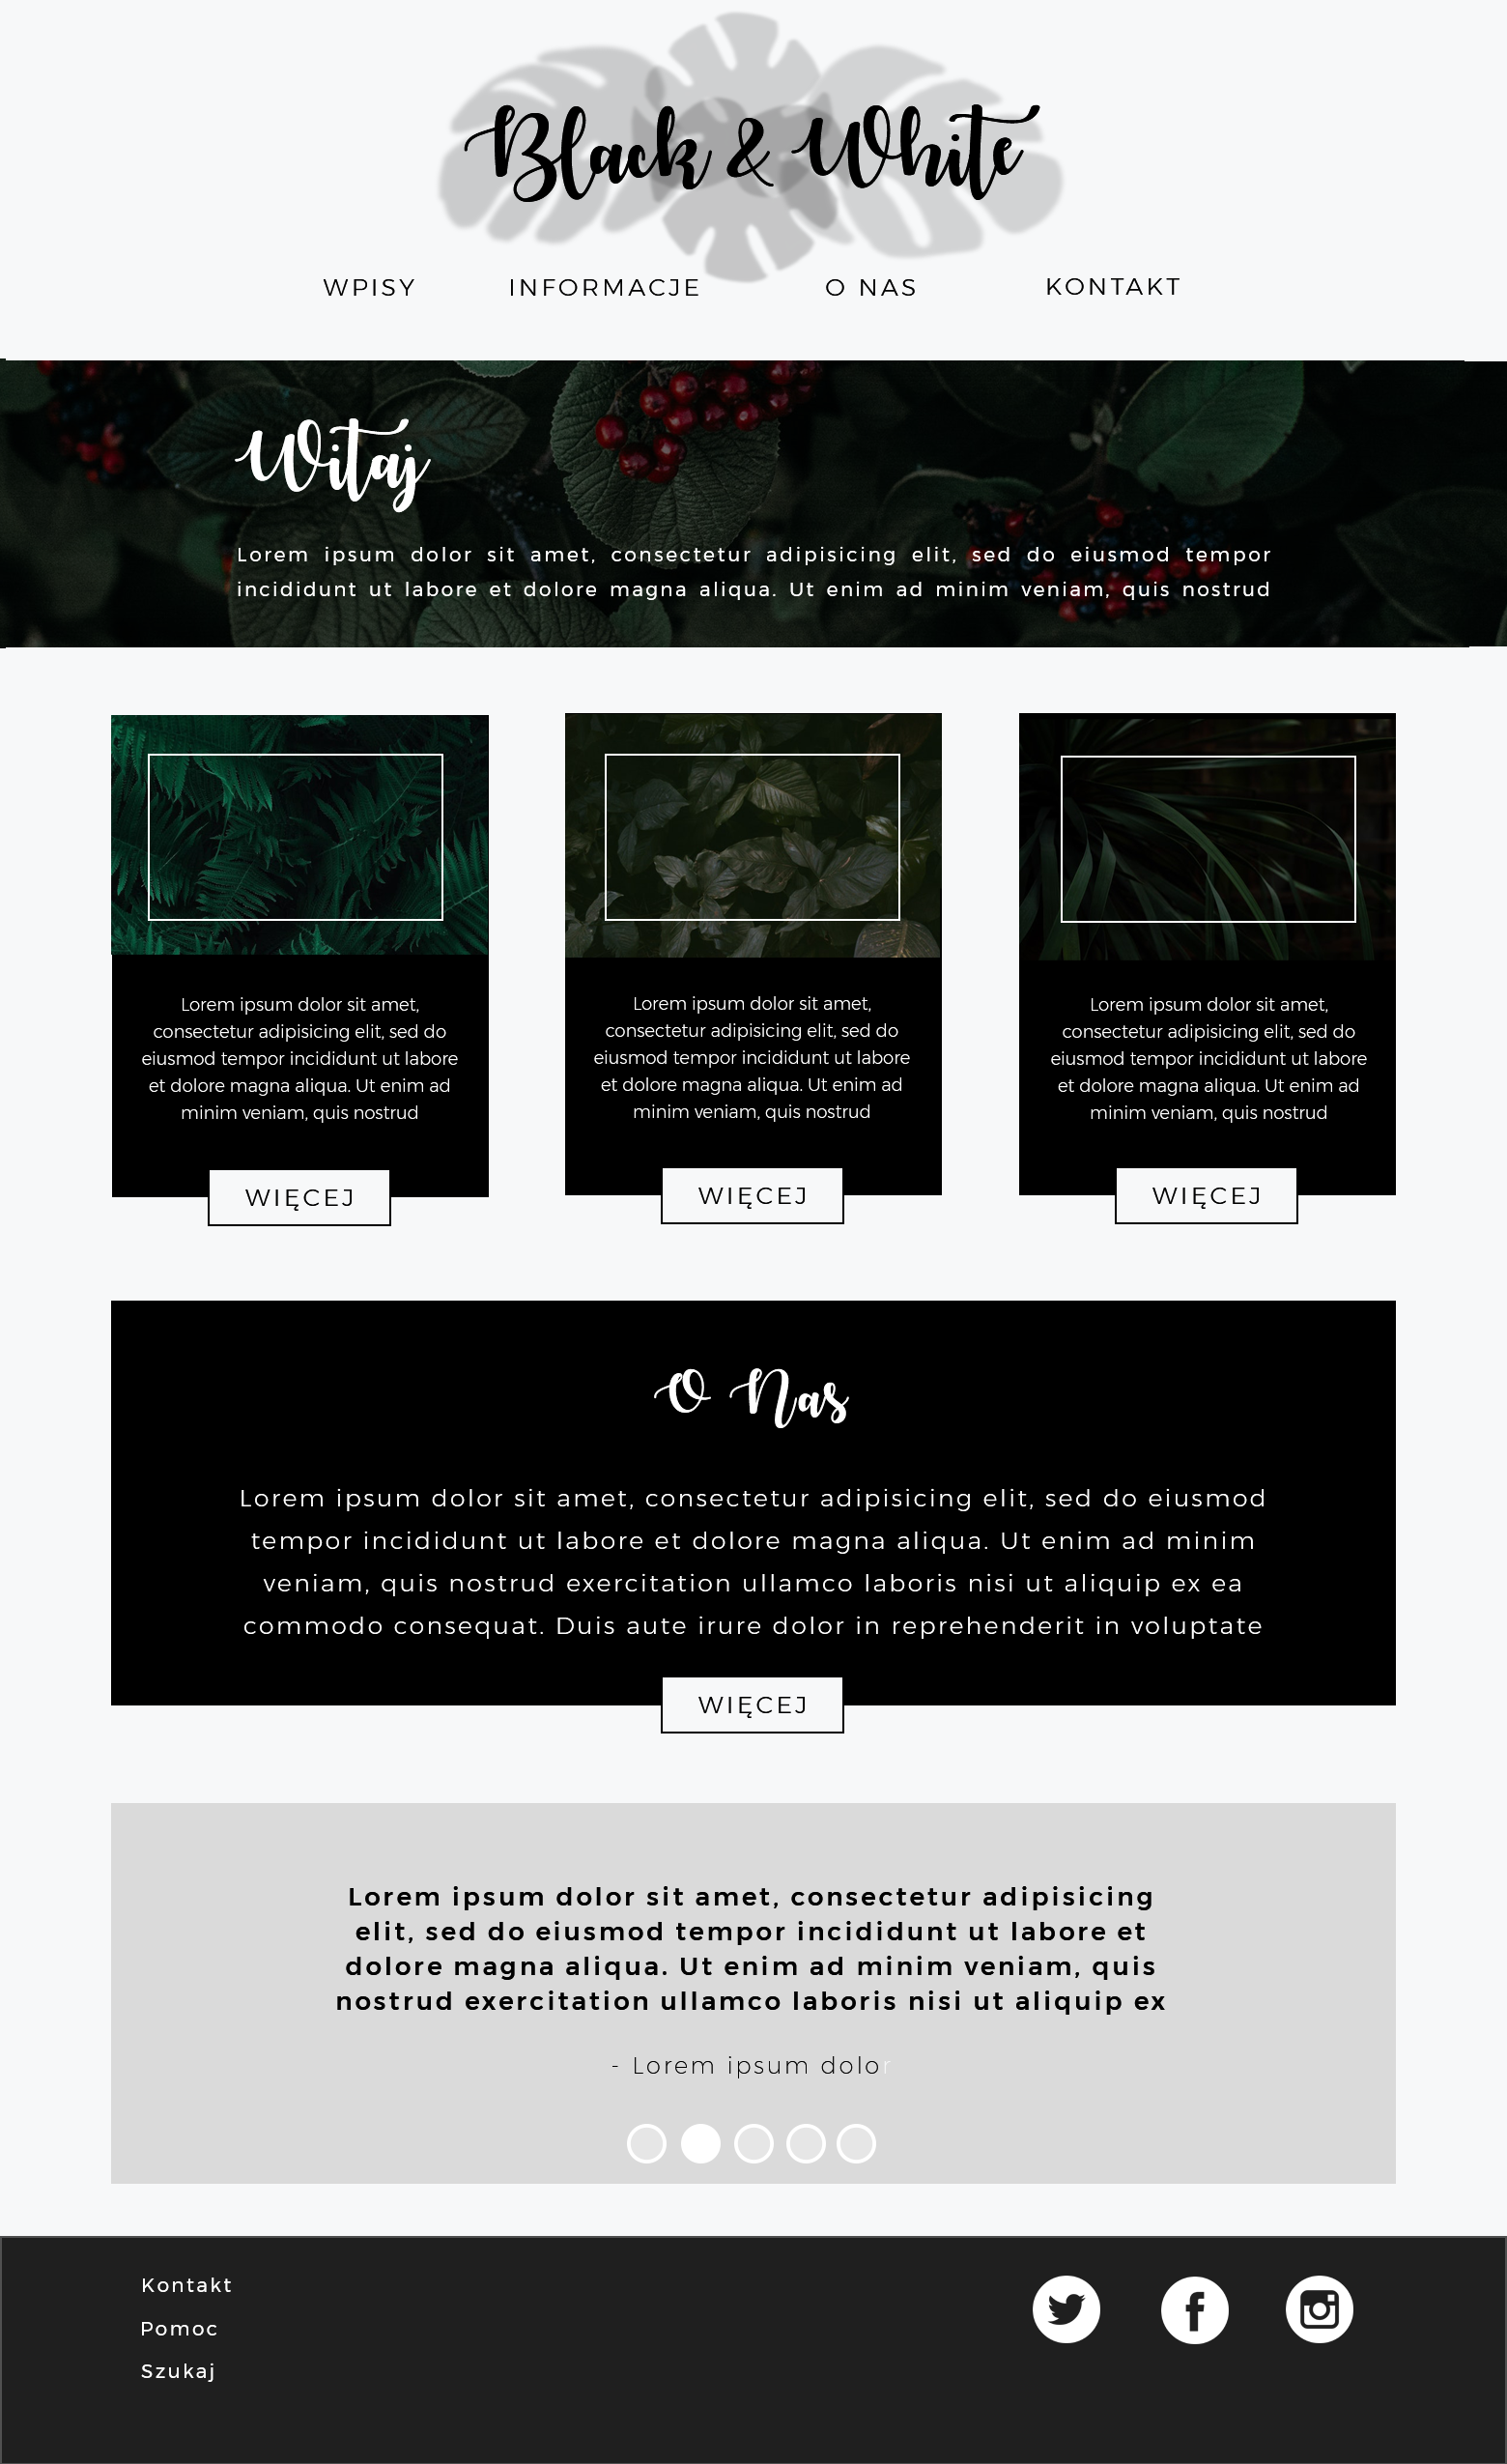 Black & White
WPISY INFORMACJE O NAS KONTAKT
Witaj
Lorem ipsum dolor sit amet, consectetur adipisicing elit, sed do eiusmod tempor
incididunt ut labore et dolore magna aliqua. Ut enim ad minim veniam, quis nostrud
Lorem ipsum dolor sit amet,
consectetur adipisicing elit, sed do
eiusmod tempor incididunt ut labore
et dolore magna aliqua. Ut enim ad
minim veniam, quis nostrud
WIĘCEJ
Lorem ipsum dolor sit amet,
consectetur adipisicing elit, sed do
eiusmod tempor incididunt ut labore
et dolore magna aliqua. Ut enim ad
minim veniam, quis nostrud
WIĘCEJ
Lorem ipsum dolor sit amet,
consectetur adipisicing elit, sed do
eiusmod tempor incididunt ut labore
et dolore magna aliqua. Ut enim ad
minim veniam, quis nostrud
WIĘCEJ
O Nas
Lorem ipsum dolor sit amet, consectetur adipisicing elit, sed do eiusmod
tempor incididunt ut labore et dolore magna aliqua. Ut enim ad minim
veniam, quis nostrud exercitation ullamco laboris nisi ut aliquip ex ea
commodo consequat. Duis aute irure dolor in reprehenderit in voluptate
WIĘCEJ
Lorem ipsum dolor sit amet, consectetur adipisicing
elit, sed do eiusmod tempor incididunt ut labore et
dolore magna aliqua. Ut enim ad minim veniam, quis
nostrud exercitation ullamco laboris nisi ut aliquip ex
- Lorem ipsum dolor
Kontakt
Pomoc
Szukaj